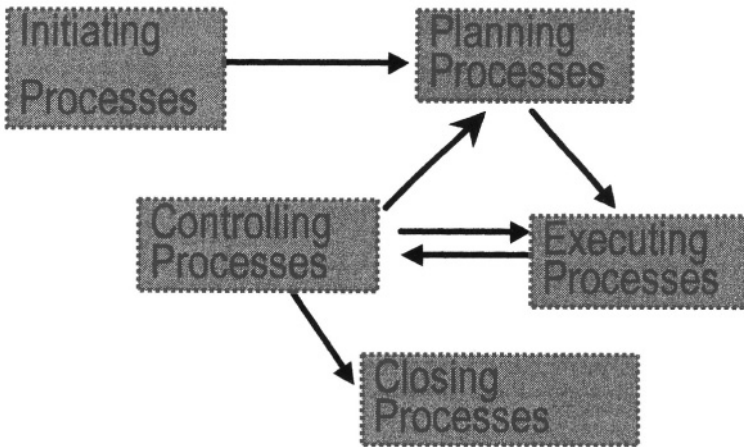 Initiating
Processes
Planning
Processes
Controlling
Processes
Executing
Processes
Closing
Processes